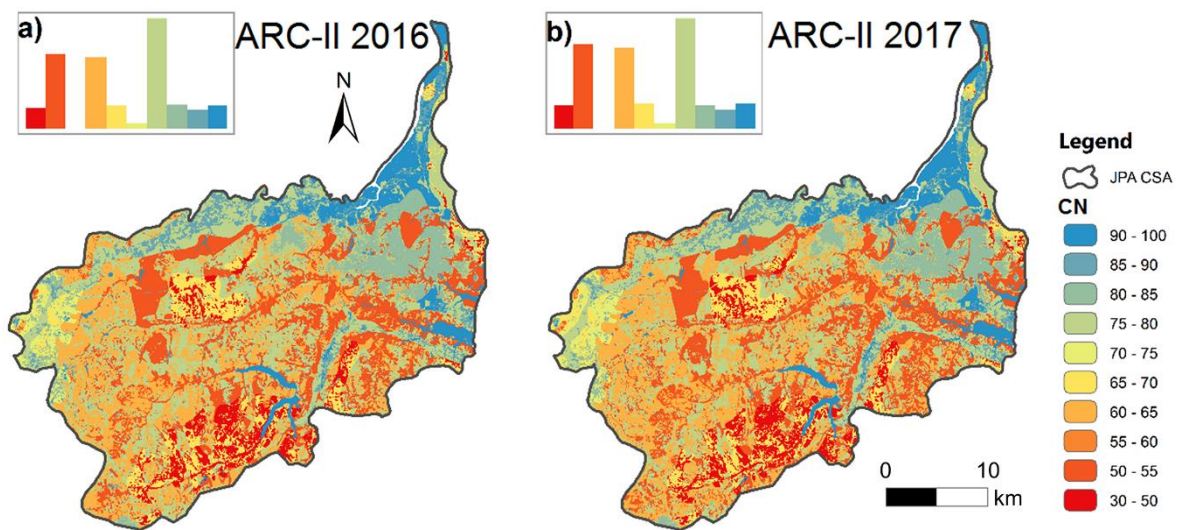 a)
ARC-II 2016
N
b)
ARC-II 2017
Legend
JPA CSA
CN
90 - 100
85 - 90
80 - 85
75 - 80
70 - 75
65 - 70
60 - 65
55 - 60
50 - 55
30 - 50
0 10
km